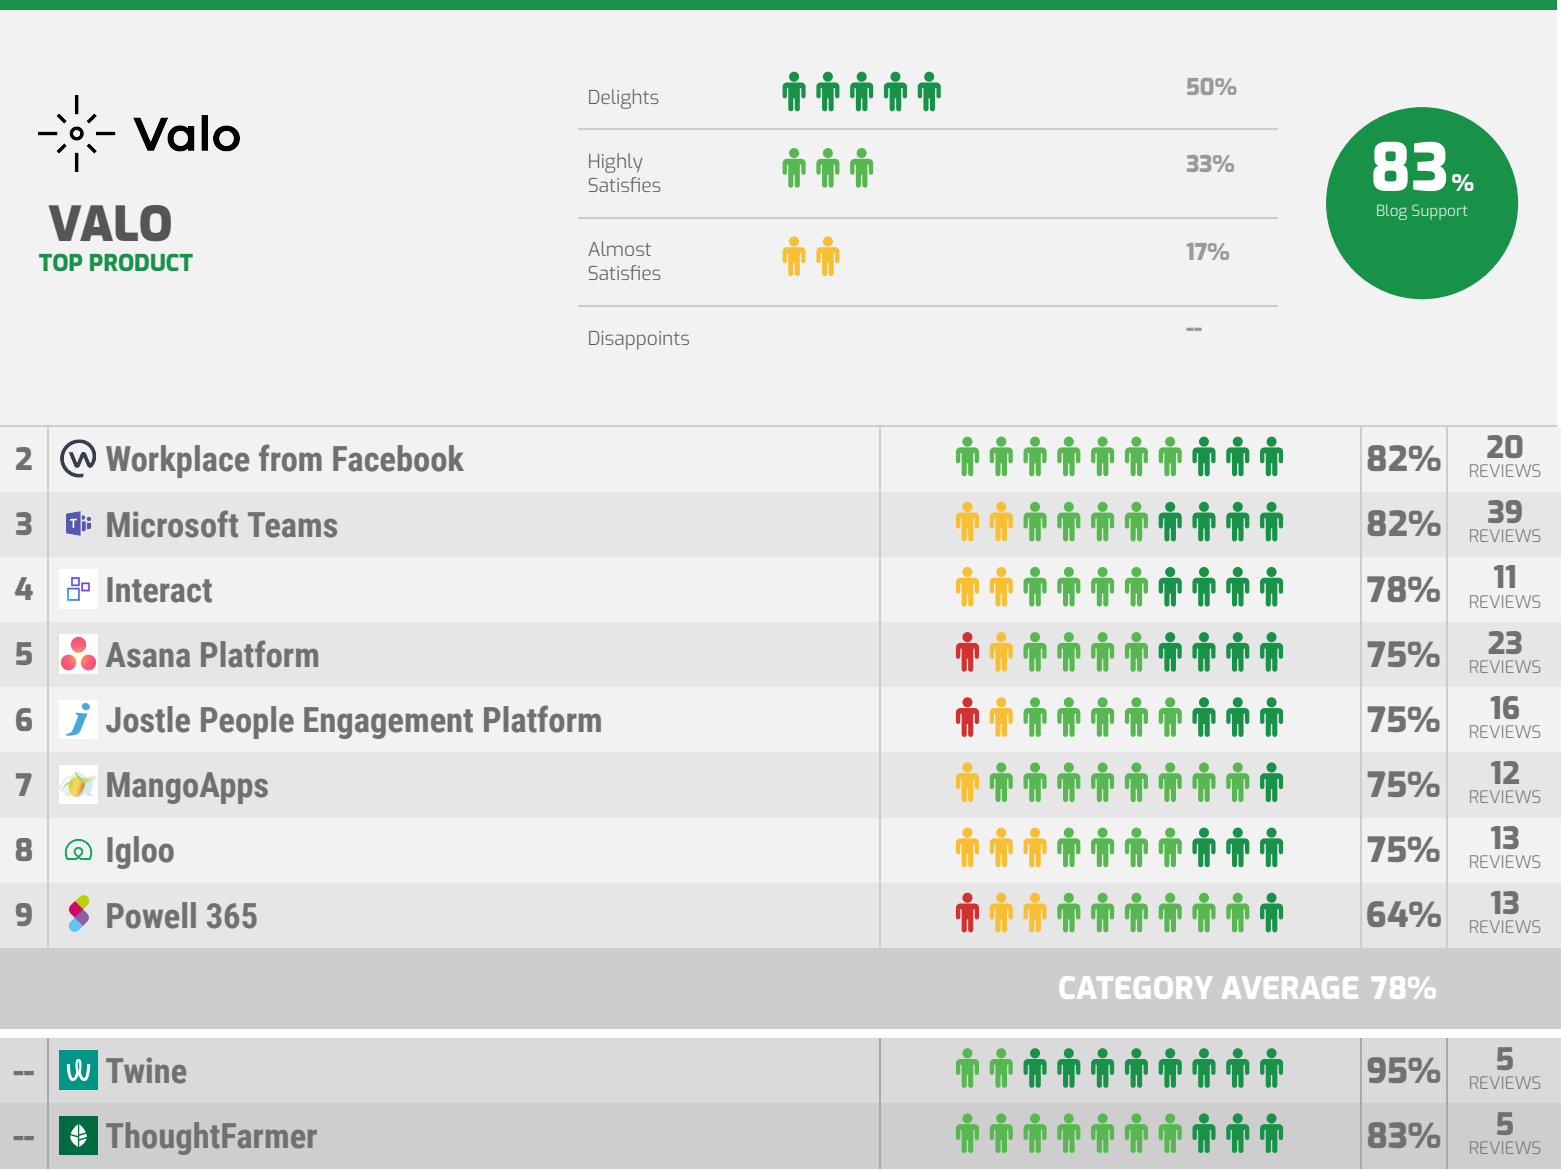 Valo
VALO
TOP PRODUCT
Delights 50%
Highly
Satisfies 33%
Almost
Satisfies 17%
Disappoints --
83%
Blog Support
2 Workplace from Facebook 82% 20 REVIEWS
3 Microsoft Teams 82% 39 REVIEWS
4 Interact 78% 11 REVIEWS
5 Asana Platform 75% 23 REVIEWS
6 Jostle People Engagement Platform 75% 16 REVIEWS
7 MangoApps 75% 12 REVIEWS
8 Igloo 75% 13 REVIEWS
9 Powell 365 64% 13 REVIEWS
CATEGORY AVERAGE 78%
-- Twine 95% 5 REVIEWS
-- ThoughtFarmer 83% 5 REVIEWS